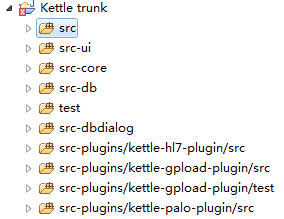 Kettle trunk
src
src-ui
src-core
src-db
test
src-dbdialog
src-plugins/kettle-hl7-plugin/src
src-plugins/kettle-gpload-plugin/src
src-plugins/kettle-gpload-plugin/test
src-plugins/kettle-palo-plugin/src